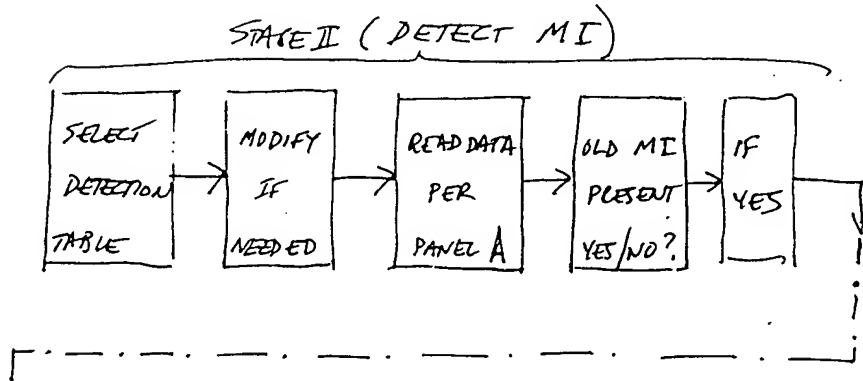 STAGE II (DETECT MI)
SELECT
DETECTION
TABLE
MODIFY
IF
NEEDED
READ DATA
PER
PANEL A
OLD MI
PRESENT
YES/NO?
IF
YES